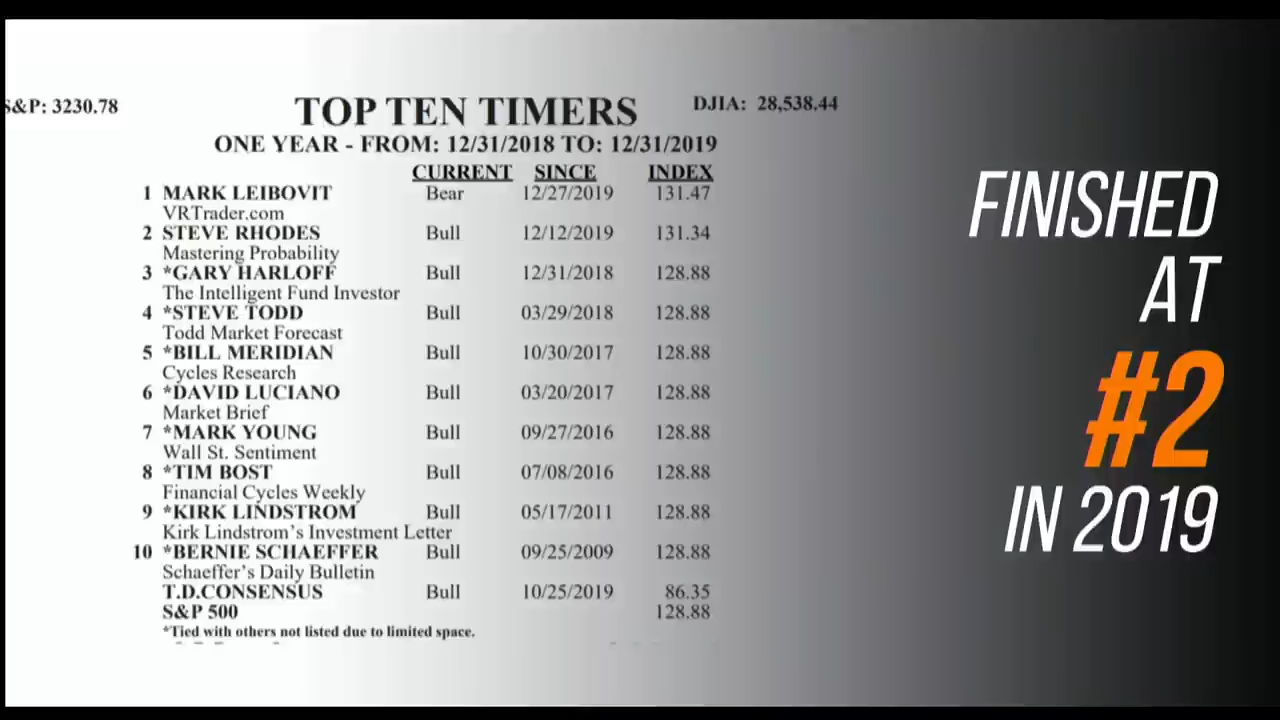 S&P: 3230.78
TOP TEN TIMERS
DJIA: 28,538.44
ONE YEAR - FROM: 12/31/2018 TO: 12/31/2019
CURRENT SINCE INDEX
1 MARK LEIBOVIT Bear 12/27/2019 131.47
VRTrader.com
2 STEVE RHODES Bull 12/12/2019 131.34
Mastering Probability
3 *GARY HARLOFF Bull 12/31/2018 128.88
The Intelligent Fund Investor
4 *STEVE TODD Bull 03/29/2018 128.88
Todd Market Forecast
5 *BILL MERIDIAN Bull 10/30/2017 128.88
Cycles Research
6 *DAVID LUCIANO Bull 03/20/2017 128.88
Market Brief
7 *MARK YOUNG Bull 09/27/2016 128.88
Wall St. Sentiment
8 *TIM BOST Bull 07/08/2016 128.88
Financial Cycles Weekly
9 *KIRK LINDSTROM Bull 05/17/2011 128.88
Kirk Lindstrom’s Investment Letter
10 *BERNIE SCHAEFFER Bull 09/25/2009 128.88
Schaeffer’s Daily Bulletin
T.D.CONSENSUS Bull 10/25/2019 86.35
S&P 500 128.88
*Tied with others not listed due to limited space.
FINISHED
AT
#2
IN 2019